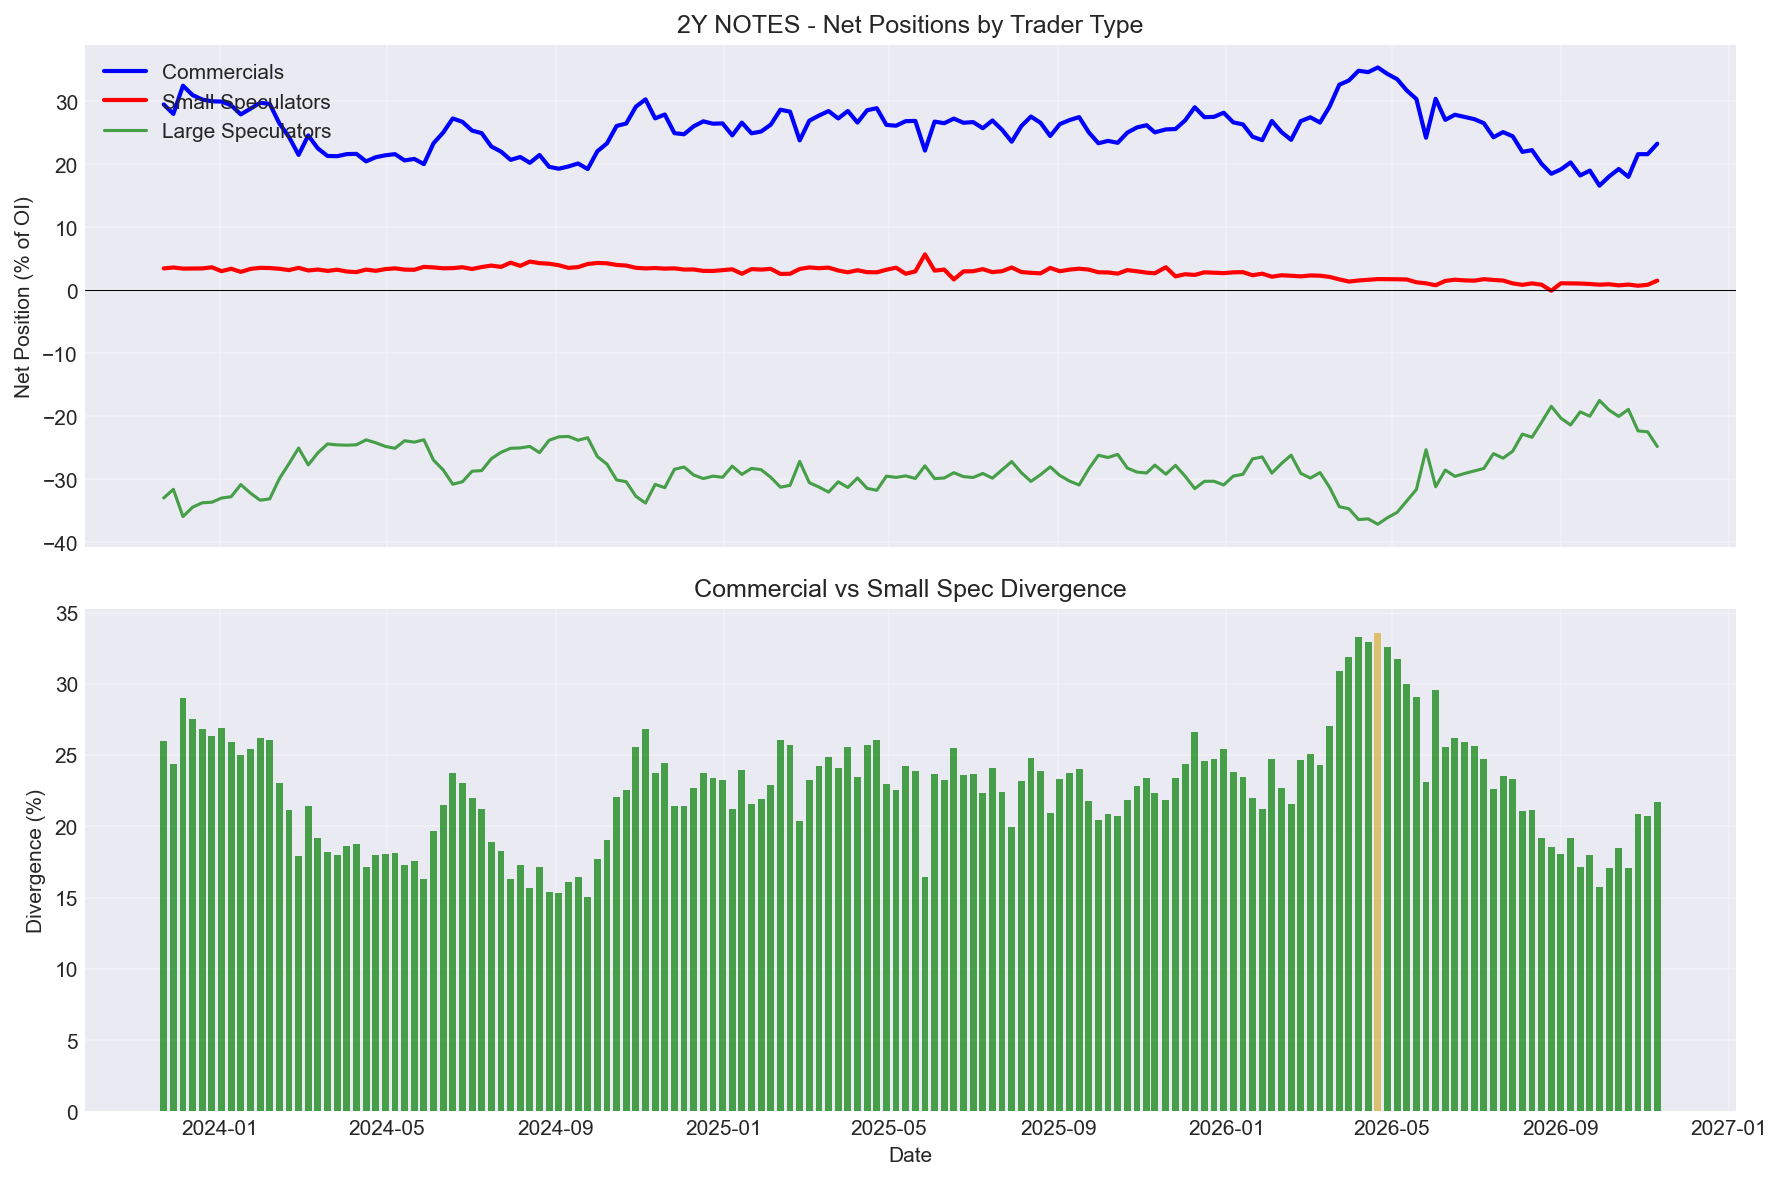 2Y NOTES - Net Positions by Trader Type
Commercials
Small Speculators
Large Speculators
Net Position (% of OI)
30
20
10
0
−10
−20
−30
−40
Commercial vs Small Spec Divergence
Divergence (%)
35
30
25
20
15
10
5
0
2024-01 2024-05 2024-09 2025-01 2025-05 2025-09 2026-01 2026-05 2026-09 2027-01
Date